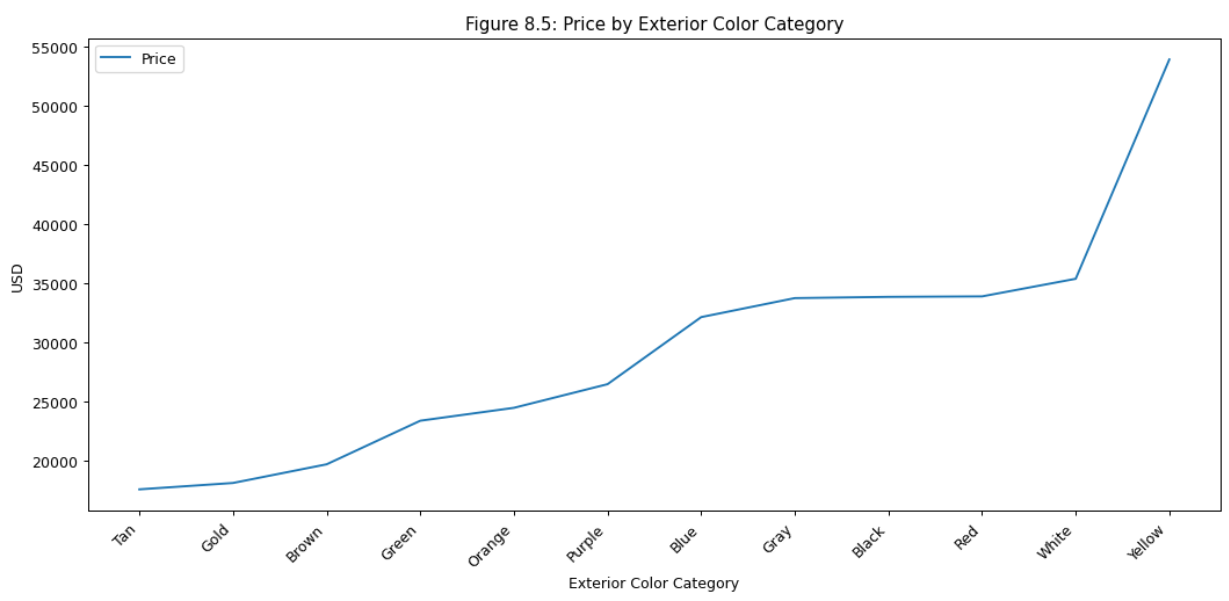 Figure 8.5: Price by Exterior Color Category
Price
55000
50000
45000
40000
35000
30000
25000
20000
USD
Tan
Gold
Brown
Green
Orange
Purple
Blue
Gray
Black
Red
White
Yellow
Exterior Color Category